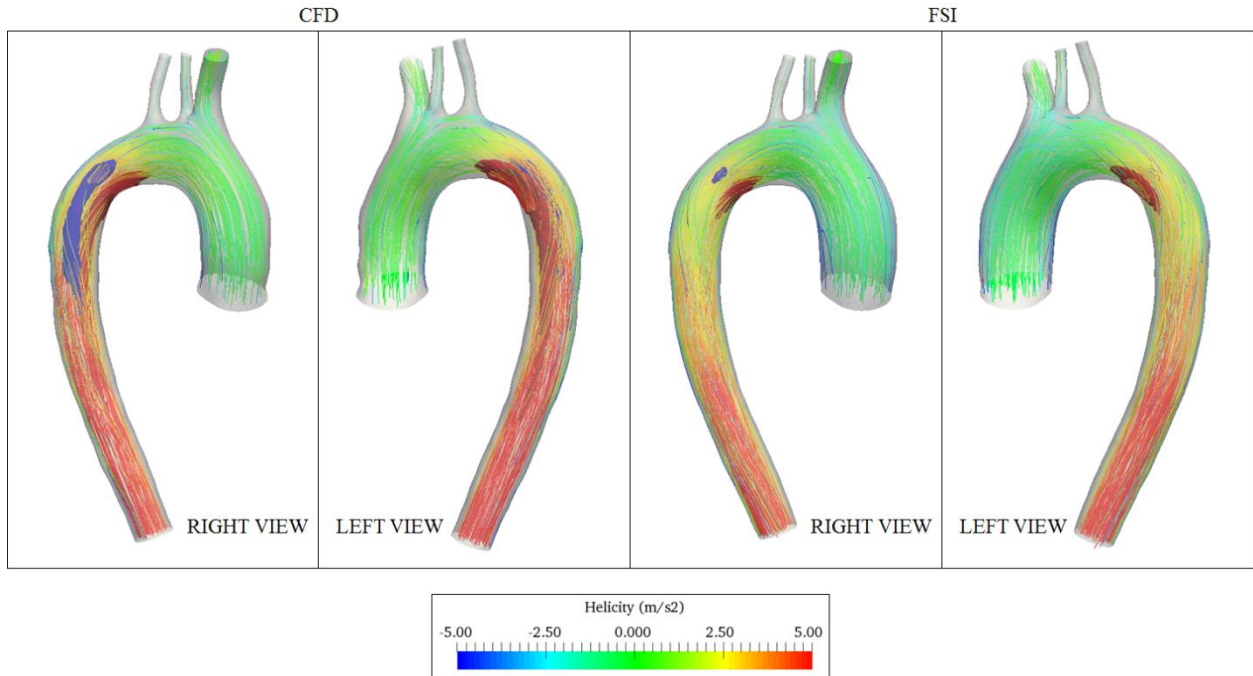 CFD FSI
RIGHT VIEW LEFT VIEW RIGHT VIEW LEFT VIEW
Helicity (m/s2)
-5.00 -2.50 0.000 2.50 5.00